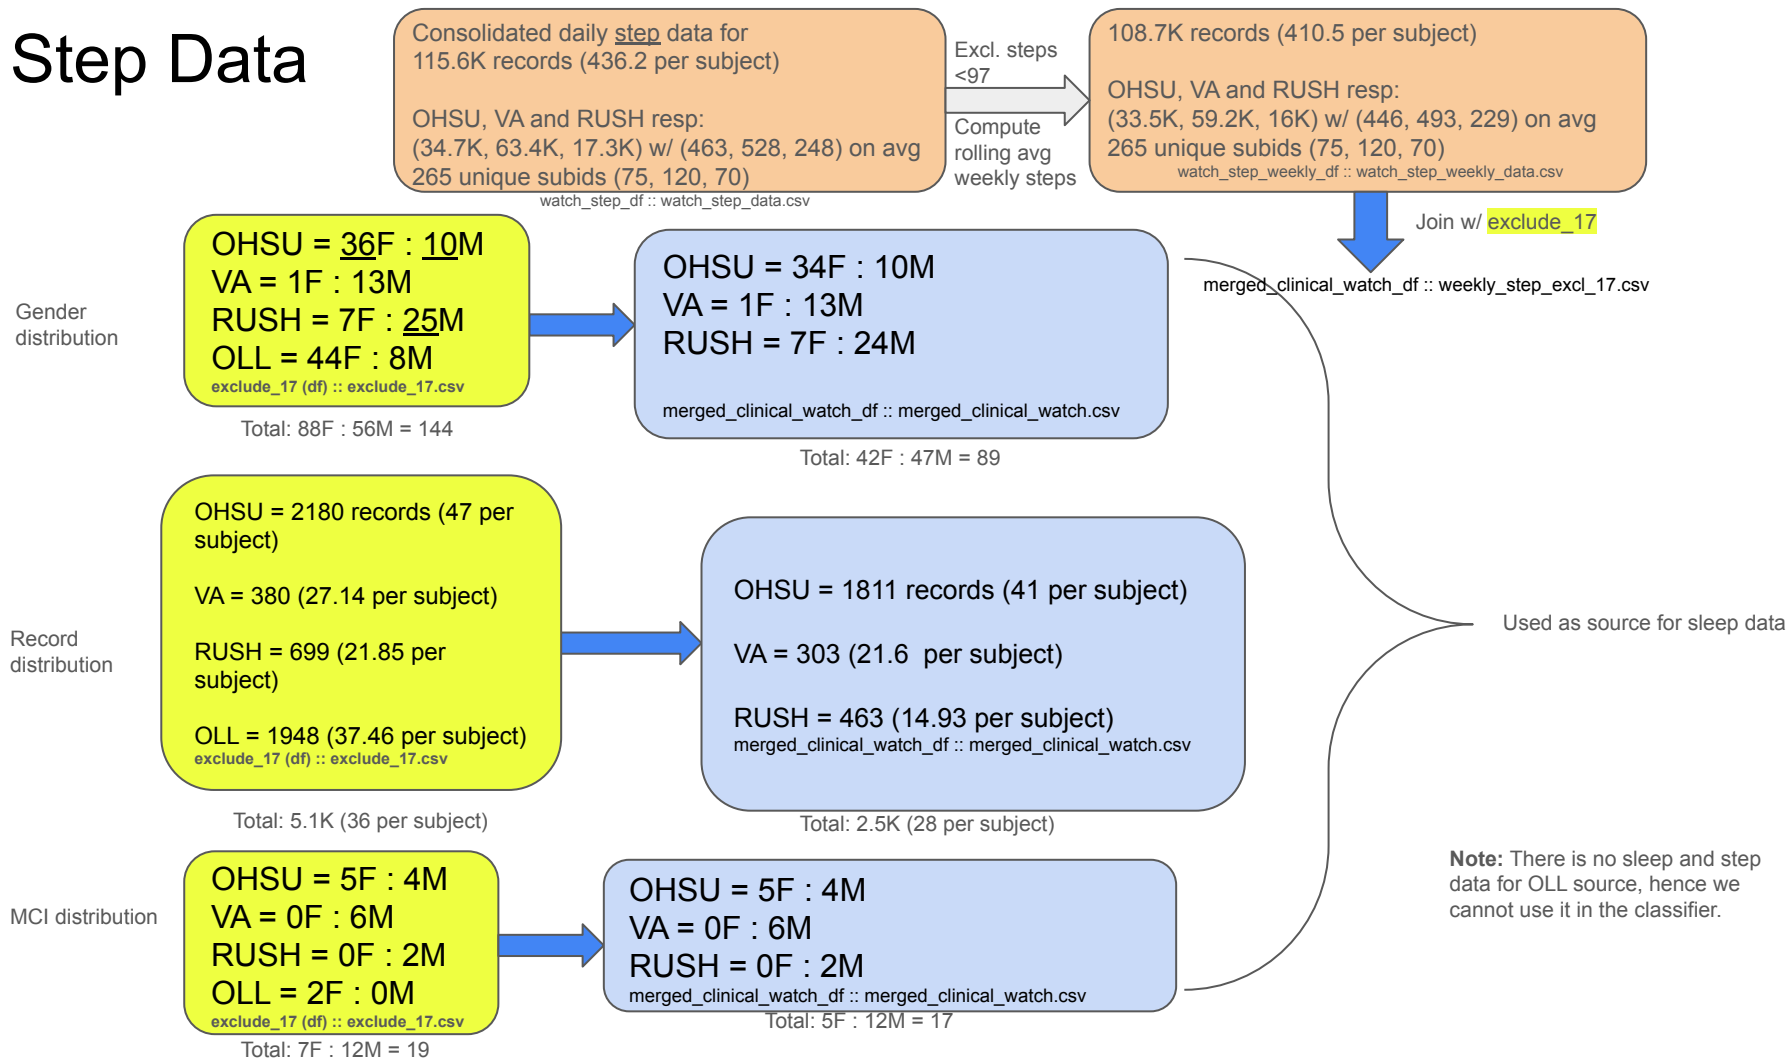 Step Data
Consolidated daily step data for
115.6K records (436.2 per subject)
OHSU, VA and RUSH resp:
(34.7K, 63.4K, 17.3K) w/ (463, 528, 248) on avg
265 unique subids (75, 120, 70)
watch_step_df :: watch_step_data.csv
Excl. steps
<97
Compute
rolling avg
weekly steps
108.7K records (410.5 per subject)
OHSU, VA and RUSH resp:
(33.5K, 59.2K, 16K) w/ (446, 493, 229) on avg
265 unique subids (75, 120, 70)
watch_step_weekly_df :: watch_step_weekly_data.csv
Join w/ exclude_17
merged_clinical_watch_df :: weekly_step_excl_17.csv
Gender
distribution
OHSU = 36F : 10M
VA = 1F : 13M
RUSH = 7F : 25M
OLL = 44F : 8M
exclude_17 (df) :: exclude_17.csv
Total: 88F : 56M = 144
OHSU = 34F : 10M
VA = 1F : 13M
RUSH = 7F : 24M
merged_clinical_watch_df :: merged_clinical_watch.csv
Total: 42F : 47M = 89
Record
distribution
OHSU = 2180 records (47 per
subject)
VA = 380 (27.14 per subject)
RUSH = 699 (21.85 per
subject)
OLL = 1948 (37.46 per subject)
exclude_17 (df) :: exclude_17.csv
Total: 5.1K (36 per subject)
OHSU = 1811 records (41 per subject)
VA = 303 (21.6 per subject)
RUSH = 463 (14.93 per subject)
merged_clinical_watch_df :: merged_clinical_watch.csv
Total: 2.5K (28 per subject)
Used as source for sleep data
MCI distribution
OHSU = 5F : 4M
VA = 0F : 6M
RUSH = 0F : 2M
OLL = 2F : 0M
exclude_17 (df) :: exclude_17.csv
Total: 7F : 12M = 19
OHSU = 5F : 4M
VA = 0F : 6M
RUSH = 0F : 2M
merged_clinical_watch_df :: merged_clinical_watch.csv
Total: 5F : 12M = 17
Note: There is no sleep and step
data for OLL source, hence we
cannot use it in the classifier.